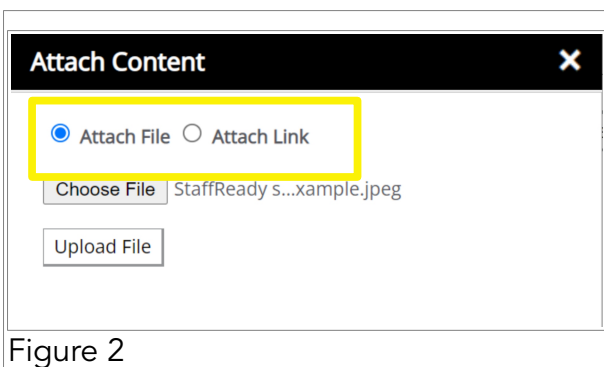 Attach Content
Attach File Attach Link
Choose File StaffReady s...xample.jpeg
Upload File
Figure 2